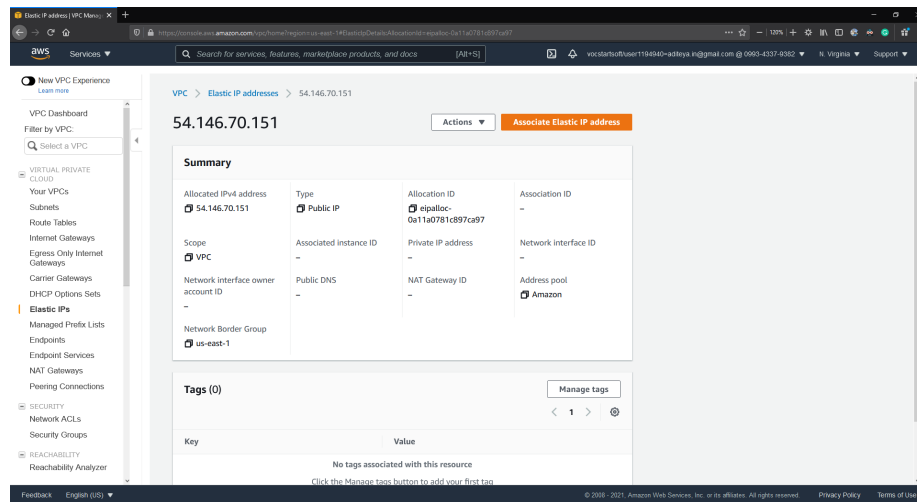 Elastic IP address | VPC Manag
https://console.aws.amazon.com/vpc/home?region=us-east-1#ElasticIpDetails:AllocationId=eipalloc-0a11a0781c897ca97
120%
aws
Services
Search for services, features, marketplace products, and docs
[Alt+S]
vocstartsoft/user1194940=aditeya.in@gmail.com @ 0993-4337-9382
N. Virginia
Support
New VPC Experience
Learn more
VPC Dashboard
Filter by VPC:
Select a VPC
VIRTUAL PRIVATE
CLOUD
Your VPCs
Subnets
Route Tables
Internet Gateways
Egress Only Internet
Gateways
Carrier Gateways
DHCP Options Sets
Elastic IPs
Managed Prefix Lists
Endpoints
Endpoint Services
NAT Gateways
Peering Connections
SECURITY
Network ACLs
Security Groups
REACHABILITY
Reachability Analyzer
VPC > Elastic IP addresses > 54.146.70.151
54.146.70.151
Actions
Associate Elastic IP address
Summary
Allocated IPv4 address
54.146.70.151
Type
Public IP
Allocation ID
eipalloc-
0a11a0781c897ca97
Association ID
–
Scope
VPC
Associated instance ID
–
Private IP address
–
Network interface ID
–
Network interface owner
account ID
–
Public DNS
–
NAT Gateway ID
–
Address pool
Amazon
Network Border Group
us-east-1
Tags (0)
Manage tags
< 1 >
Key
Value
No tags associated with this resource
Click the Manage tags button to add your first tag
Feedback
English (US)
© 2008 - 2021, Amazon Web Services, Inc. or its affiliates. All rights reserved.
Privacy Policy
Terms of Use